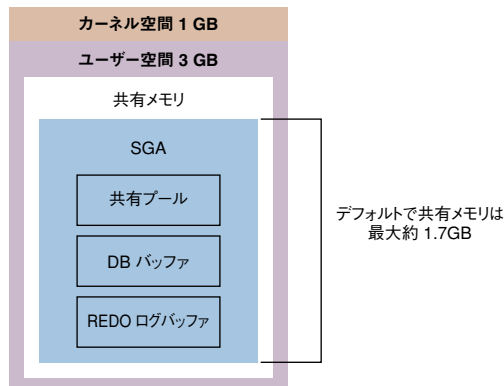 カーネル空間 1 GB
ユーザー空間 3 GB
共有メモリ
SGA
共有プール
DB バッファ
REDO ログバッファ
デフォルトで共有メモリは
最大約 1.7GB